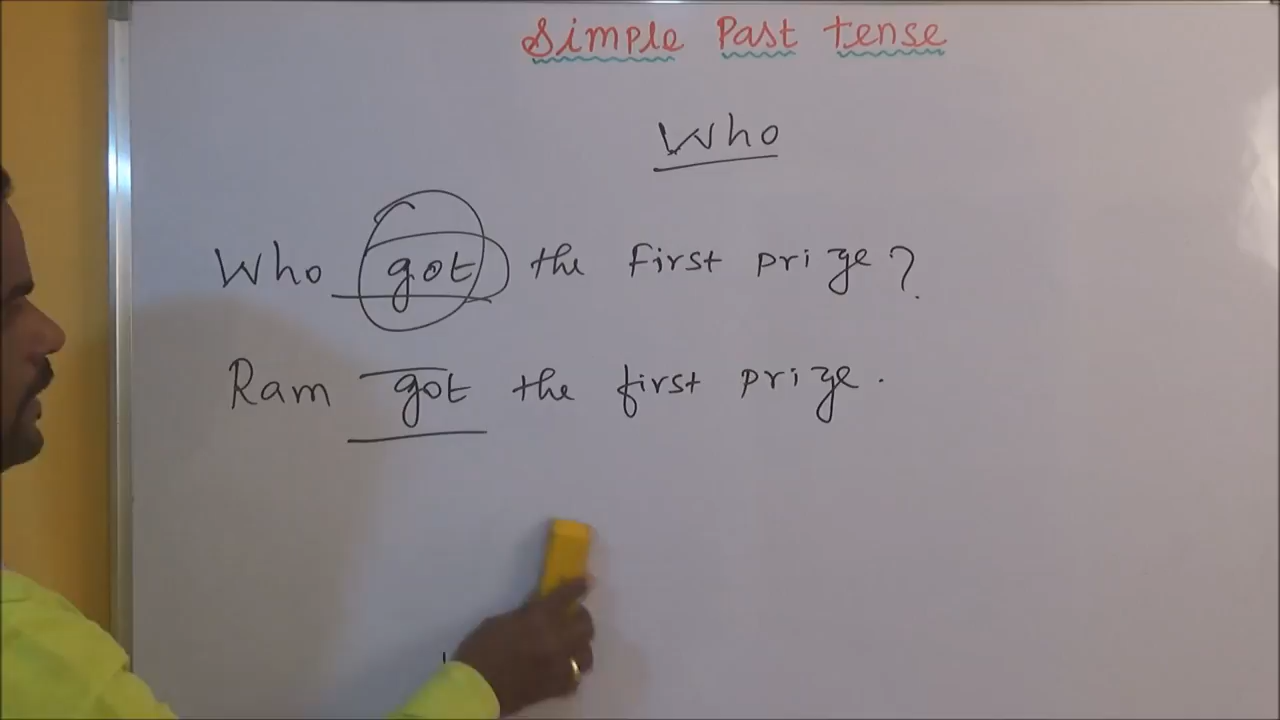 Simple Past Tense
Who
Who got the first prize?
Ram got the first prize.